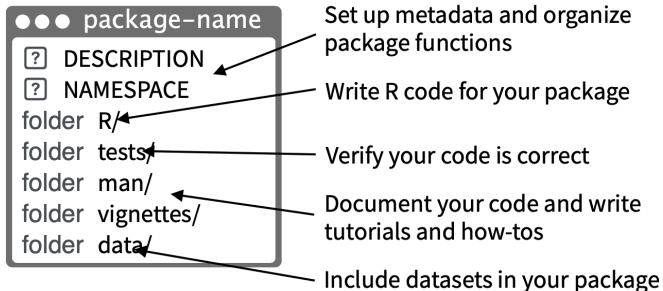 package-name
? DESCRIPTION
? NAMESPACE
folder R/
folder tests/
folder man/
folder vignettes/
folder data/
Set up metadata and organize
package functions
Write R code for your package
Verify your code is correct
Document your code and write
tutorials and how-tos
Include datasets in your package